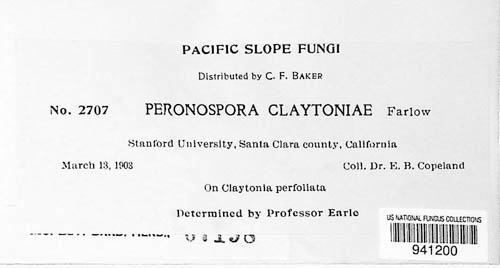 PACIFIC SLOPE FUNGI
Distributed by C. F. BAKER
No. 2707 PERONOSPORA CLAYTONIAE Farlow
Stanford University, Santa Clara county, California
March 13, 1903 Coll. Dr. E. B. Copeland
On Claytonia perfoliata
Determined by Professor Earle
US NATIONAL FUNGUS COLLECTIONS
941200